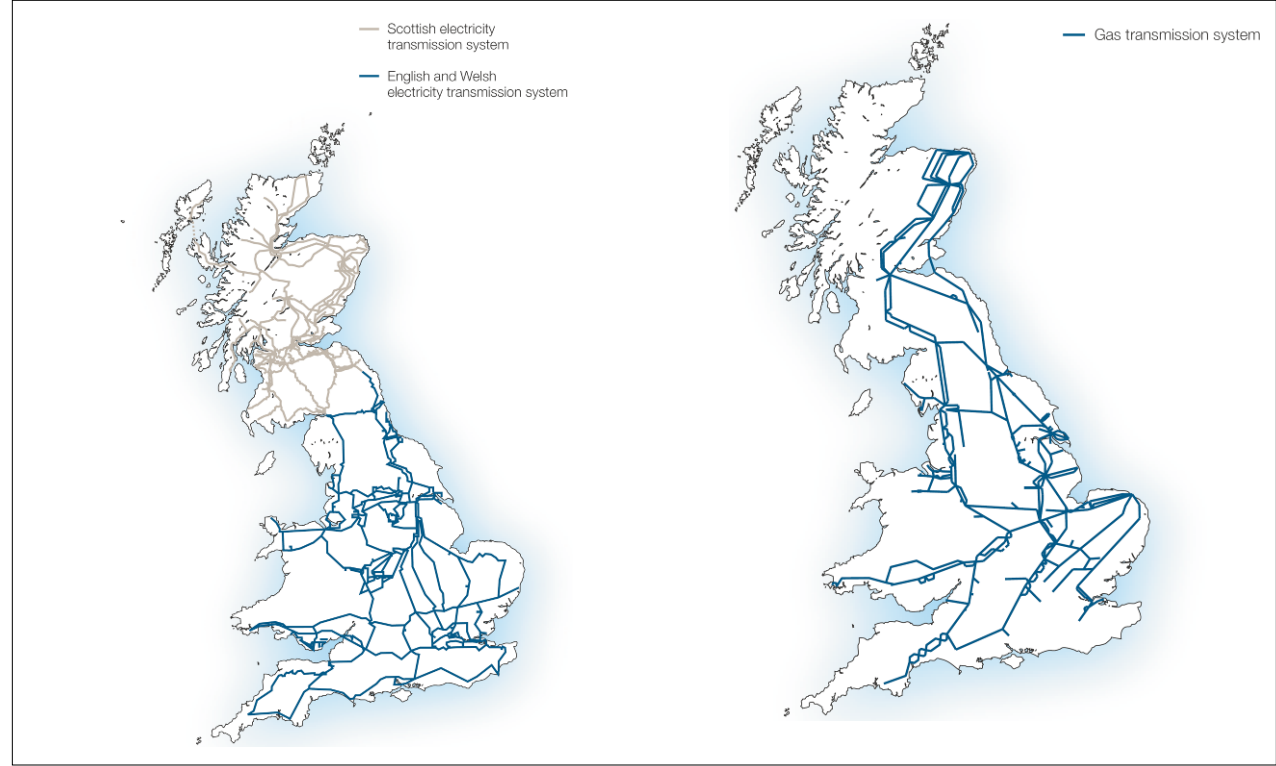 Scottish electricity
transmission system
English and Welsh
electricity transmission system
Gas transmission system